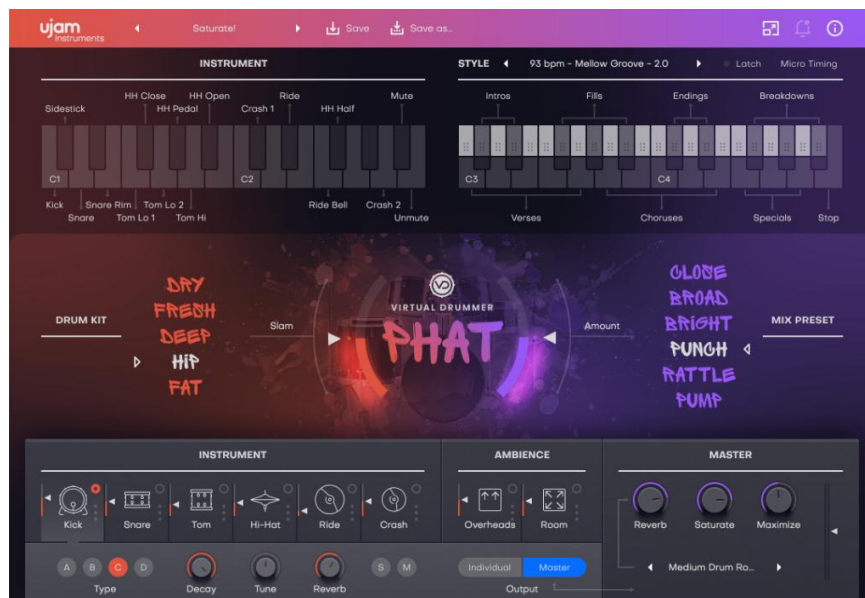 ujam
instruments
Saturate!
Save
Save as..
INSTRUMENT
STYLE
93 bpm - Mellow Groove - 2.0
Latch
Micro Timing
HH Close
HH Open
Ride
Mute
Sidestick
HH Pedal
Crash 1
HH Half
Intros
Fills
Endings
Breakdowns
C1
C2
C3
C4
Kick
Snare Rim
Tom Lo 2
Ride Bell
Crash 2
Snare
Tom Lo 1
Tom Hi
Unmute
Verses
Choruses
Specials
Stop
DRUM KIT
DRY
FRESH
DEEP
HiP
FAT
Slam
VD
VIRTUAL DRUMMER
PHAT
Amount
CLOSE
BROAD
BRiGHT
PUNCH
RATTLE
PUMP
MIX PRESET
INSTRUMENT
AMBIENCE
MASTER
Kick
Snare
Tom
Hi-Hat
Ride
Crash
Overheads
Room
Reverb
Saturate
Maximize
A
B
C
D
Type
Decay
Tune
Reverb
S
M
Individual
Master
Output
Medium Drum Ro...